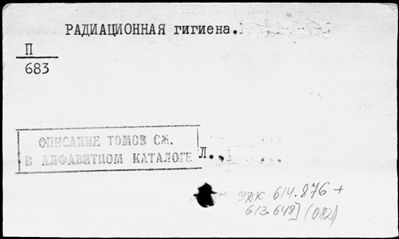 РАДИАЦИОННАЯ гигиена.
П
683
ОПИСАНИЕ ТОМОВ СМ.
В АЛФАВИТНОМ КАТАЛОГЕ Л.,
УДК 614.876 +
613.648] (082)